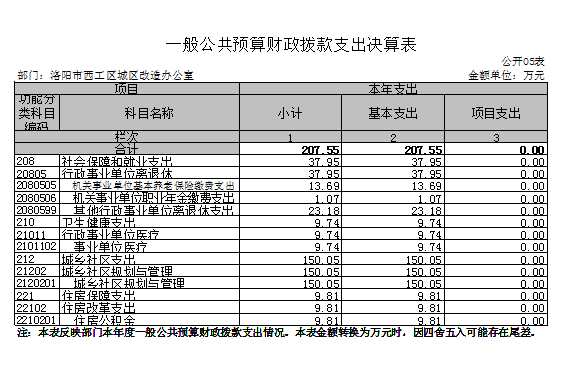 一般公共预算财政拨款支出决算表
公开05表
部门：洛阳市西工区城区改造办公室 金额单位：万元
项目 本年支出
功能分类科目编码 科目名称 小计 基本支出 项目支出
栏次 1 2 3
合计 207.55 207.55 0.00
208 社会保障和就业支出 37.95 37.95 0.00
20805 行政事业单位离退休 37.95 37.95 0.00
2080505 机关事业单位基本养老保险缴费支出 13.69 13.69 0.00
2080506 机关事业单位职业年金缴费支出 1.07 1.07 0.00
2080599 其他行政事业单位离退休支出 23.18 23.18 0.00
210 卫生健康支出 9.74 9.74 0.00
21011 行政事业单位医疗 9.74 9.74 0.00
2101102 事业单位医疗 9.74 9.74 0.00
212 城乡社区支出 150.05 150.05 0.00
21202 城乡社区规划与管理 150.05 150.05 0.00
2120201 城乡社区规划与管理 150.05 150.05 0.00
221 住房保障支出 9.81 9.81 0.00
22102 住房改革支出 9.81 9.81 0.00
2210201 住房公积金 9.81 9.81 0.00
注：本表反映部门本年度一般公共预算财政拨款支出情况。本表金额转换为万元时，因四舍五入可能存在尾差。